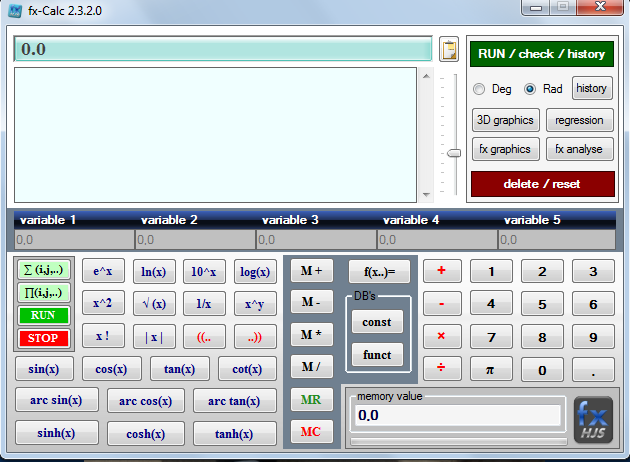 fx-Calc 2.3.2.0
0.0
RUN / check / history
Deg Rad history
3D graphics regression
fx graphics fx analyse
delete / reset
variable 1 variable 2 variable 3 variable 4 variable 5
0,0 0,0 0,0 0,0 0,0
∑ (i,j,..) e^x ln(x) 10^x log(x) M + f(x..)= + 1 2 3
∏(i,j,..) x^2 √ (x) 1/x x^y M - DB's - 4 5 6
RUN const
STOP x ! | x | ((.. ..)) M * × 7 8 9
sin(x) cos(x) tan(x) cot(x) M / funct ÷ π 0 .
arc sin(x) arc cos(x) arc tan(x) MR memory value
0,0 fx
sinh(x) cosh(x) tanh(x) MC HJS